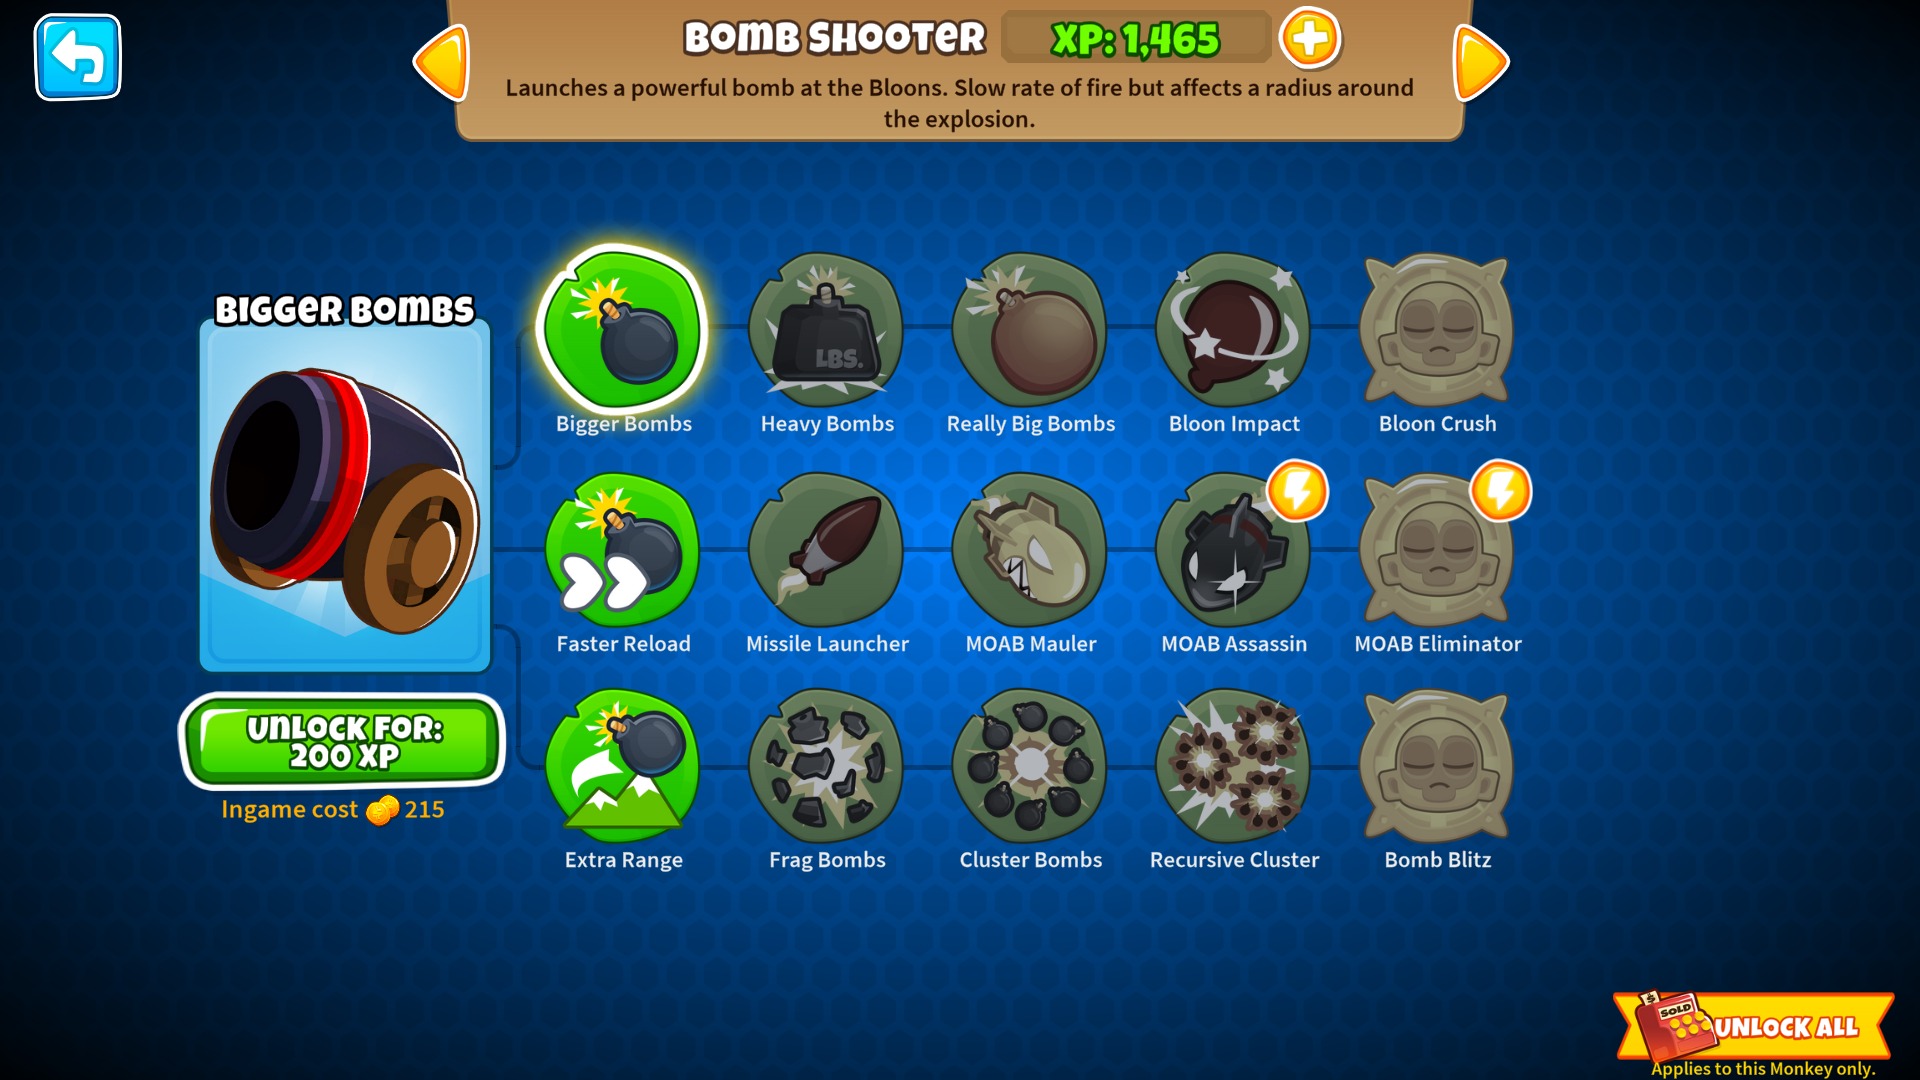 BOMB SHOOTER
XP: 1,465
Launches a powerful bomb at the Bloons. Slow rate of fire but affects a radius around
the explosion.
BIGGER BOMBS
UNLOCK FOR:
200 XP
Ingame cost 215
LBS.
Bigger Bombs
Heavy Bombs
Really Big Bombs
Bloon Impact
Bloon Crush
Faster Reload
Missile Launcher
MOAB Mauler
MOAB Assassin
MOAB Eliminator
Extra Range
Frag Bombs
Cluster Bombs
Recursive Cluster
Bomb Blitz
SOLD
UNLOCK ALL
Applies to this Monkey only.